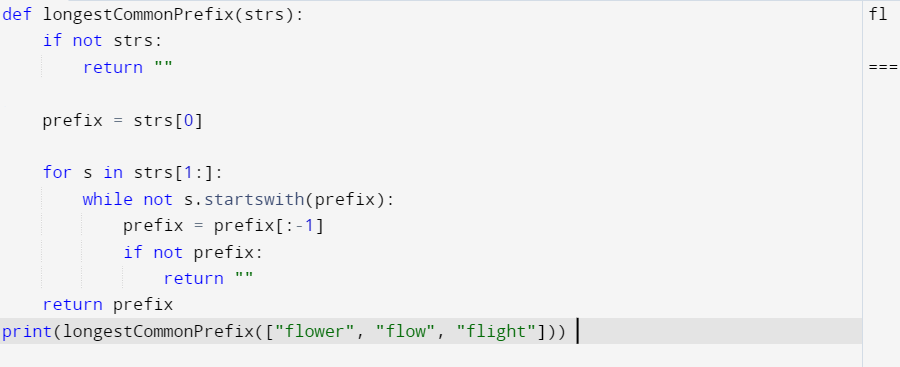 def longestCommonPrefix(strs):
    if not strs:
        return ""
    prefix = strs[0]
    for s in strs[1:]:
        while not s.startswith(prefix):
            prefix = prefix[:-1]
            if not prefix:
                return ""
    return prefix
print(longestCommonPrefix(["flower", "flow", "flight"]))
fl
===